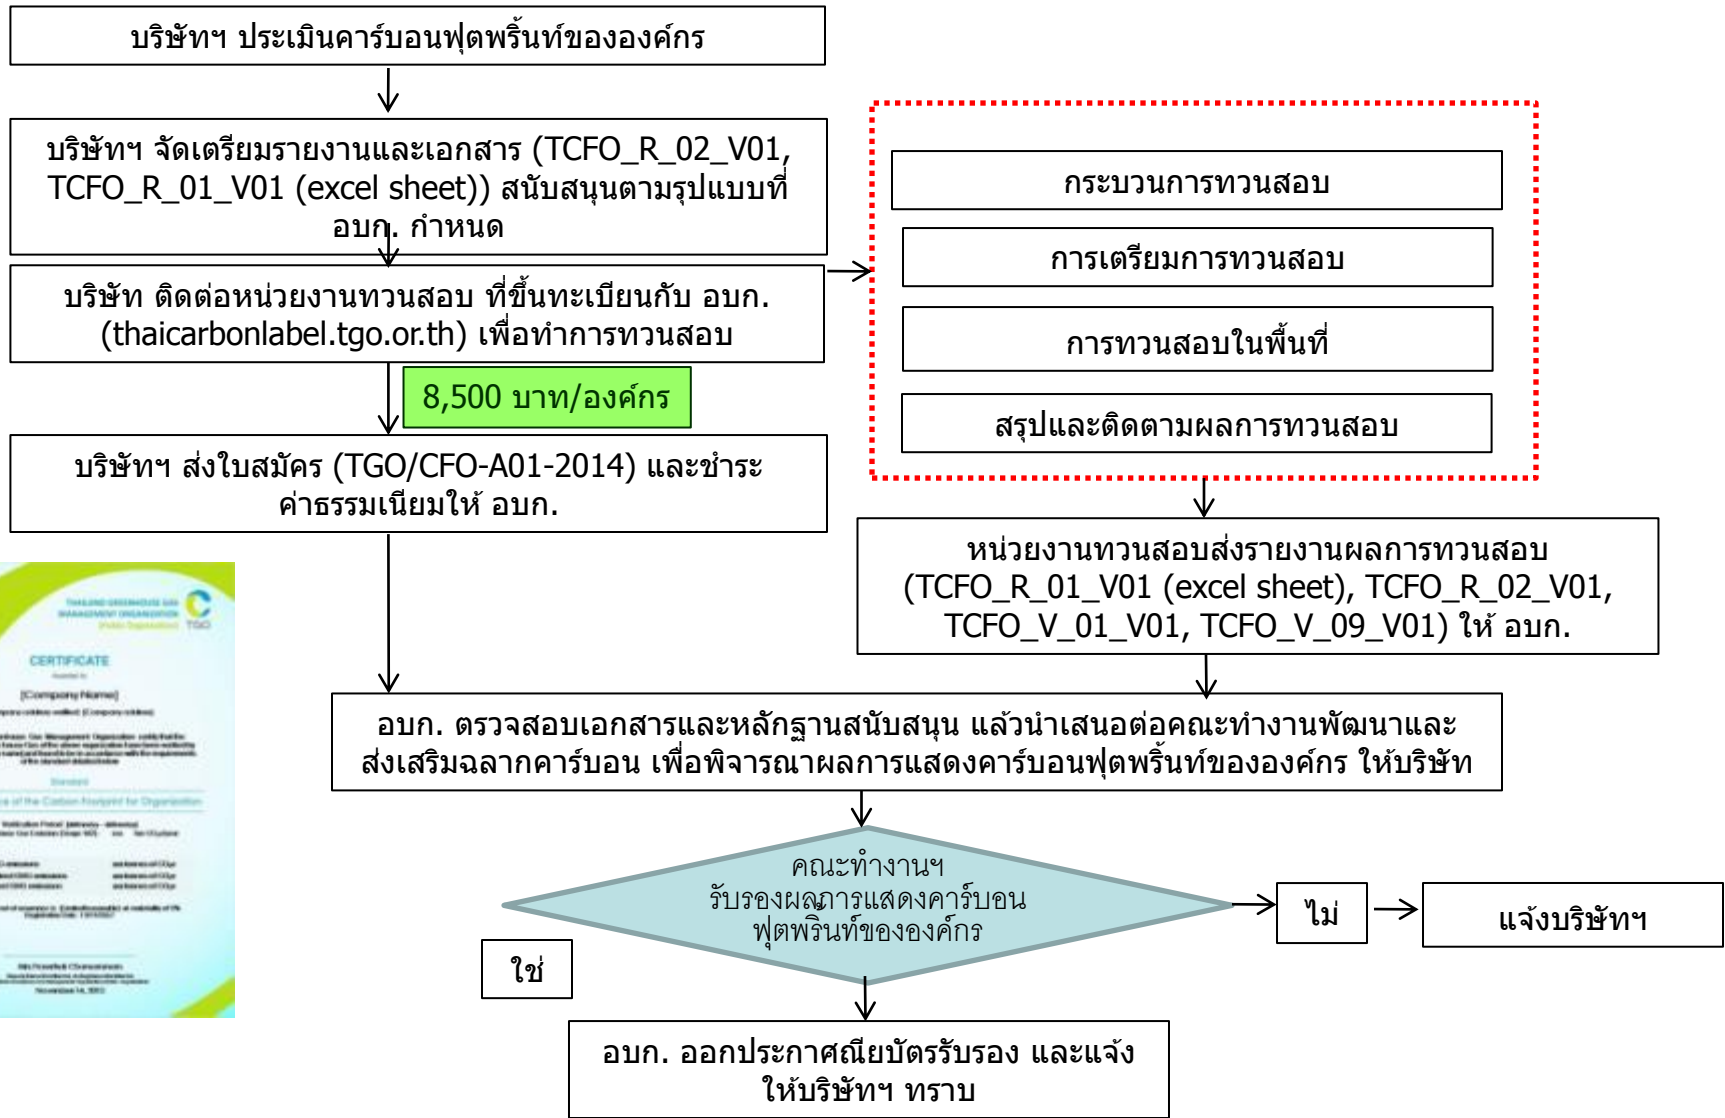 บริษัทฯ ประเมินคาร์บอนฟุตพริ้นท์ขององค์กร
บริษัทฯ จัดเตรียมรายงานและเอกสาร (TCFO_R_02_V01,
TCFO_R_01_V01 (excel sheet)) สนับสนุนตามรูปแบบที่
อบก. กำหนด
บริษัท ติดต่อหน่วยงานทวนสอบ ที่ขึ้นทะเบียนกับ อบก.
(thaicarbonlabel.tgo.or.th) เพื่อทำการทวนสอบ
8,500 บาท/องค์กร
บริษัทฯ ส่งใบสมัคร (TGO/CFO-A01-2014) และชำระ
ค่าธรรมเนียมให้ อบก.
กระบวนการทวนสอบ
การเตรียมการทวนสอบ
การทวนสอบในพื้นที่
สรุปและติดตามผลการทวนสอบ
หน่วยงานทวนสอบส่งรายงานผลการทวนสอบ
(TCFO_R_01_V01 (excel sheet), TCFO_R_02_V01,
TCFO_V_01_V01, TCFO_V_09_V01) ให้ อบก.
THAILAND GREENHOUSE GAS
MANAGEMENT ORGANIZATION
(Public Organization)
TGO
CERTIFICATE
[Company Name]
Standard
of the Carbon Footprint for Organization
อบก. ตรวจสอบเอกสารและหลักฐานสนับสนุน แล้วนำเสนอต่อคณะทำงานพัฒนาและ
ส่งเสริมฉลากคาร์บอน เพื่อพิจารณาผลการแสดงคาร์บอนฟุตพริ้นท์ขององค์กร ให้บริษัท
คณะทำงานฯ
รับรองผลการแสดงคาร์บอน
ฟุตพริ้นท์ขององค์กร
ไม่
แจ้งบริษัทฯ
ใช่
อบก. ออกประกาศณียบัตรรับรอง และแจ้ง
ให้บริษัทฯ ทราบ